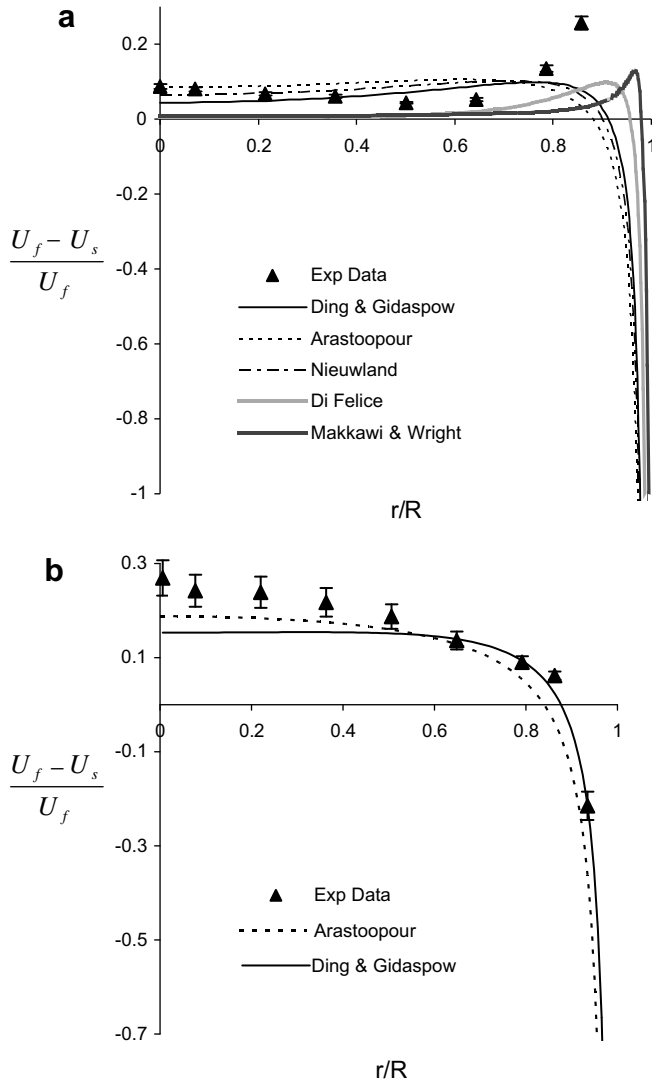 a
0.2
0
0 0.2 0.4 0.6 0.8 1
-0.2
U_f - U_s
U_f
-0.4
-0.6
-0.8
-1
Exp Data
Ding & Gidaspow
Arastoopour
Nieuwland
Di Felice
Makkawi & Wright
r/R
b
0.3
0.1
0 0.2 0.4 0.6 0.8 1
-0.1
U_f - U_s
U_f
-0.3
-0.5
-0.7
Exp Data
Arastoopour
Ding & Gidaspow
r/R